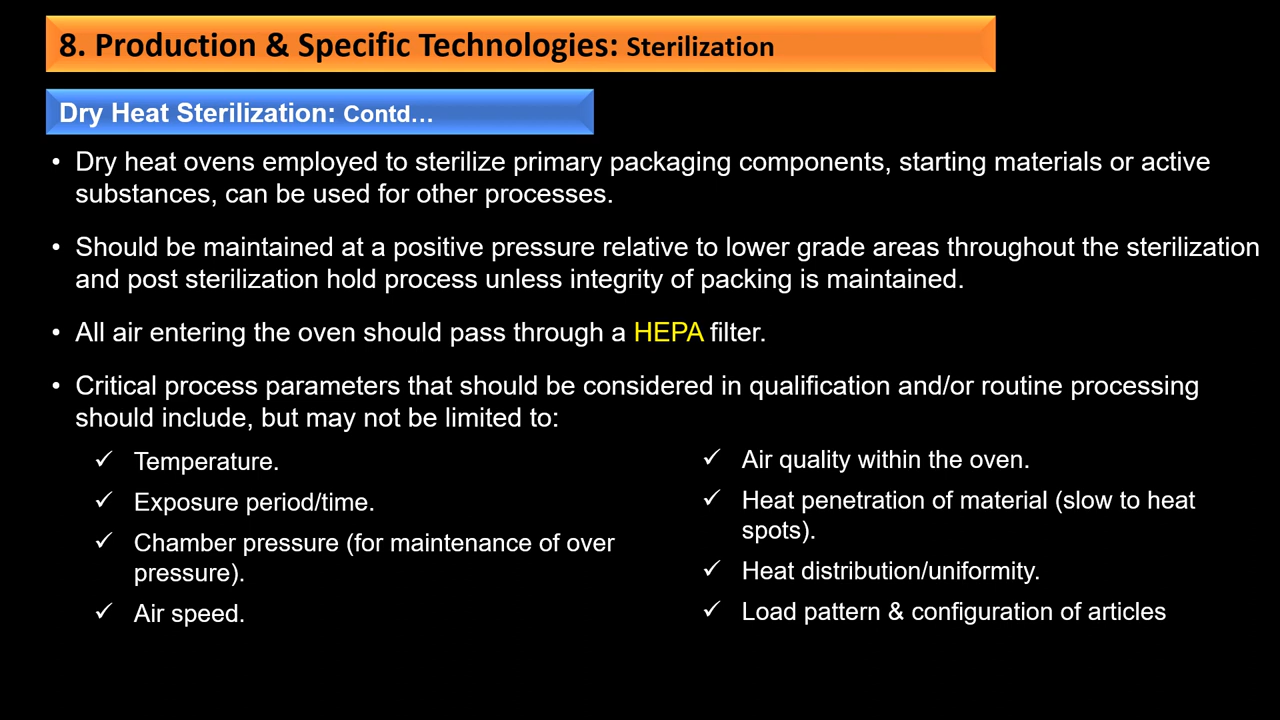 8. Production & Specific Technologies: Sterilization
Dry Heat Sterilization: Contd...
• Dry heat ovens employed to sterilize primary packaging components, starting materials or active
substances, can be used for other processes.
• Should be maintained at a positive pressure relative to lower grade areas throughout the sterilization
and post sterilization hold process unless integrity of packing is maintained.
• All air entering the oven should pass through a HEPA filter.
• Critical process parameters that should be considered in qualification and/or routine processing
should include, but may not be limited to:
✓ Temperature.
✓ Exposure period/time.
✓ Chamber pressure (for maintenance of over
pressure).
✓ Air speed.
✓ Air quality within the oven.
✓ Heat penetration of material (slow to heat
spots).
✓ Heat distribution/uniformity.
✓ Load pattern & configuration of articles